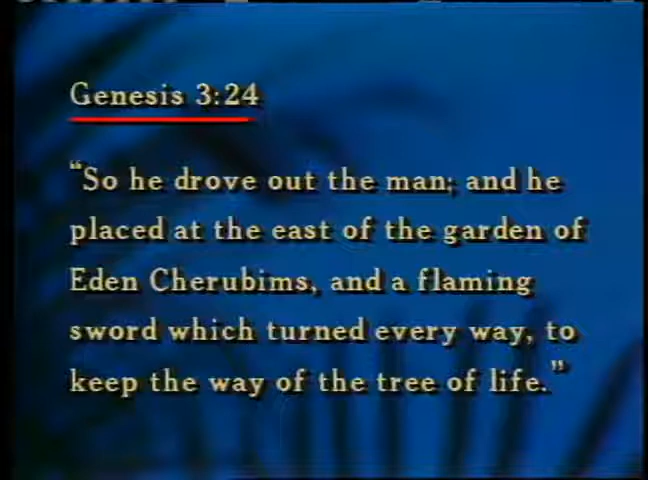 Genesis 3:24
“So he drove out the man; and he
placed at the east of the garden of
Eden Cherubims, and a flaming
sword which turned every way, to
keep the way of the tree of life.”